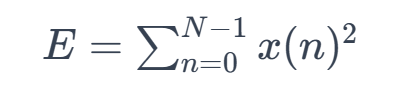 E = ∑_{n=0}^{N−1} x(n)²